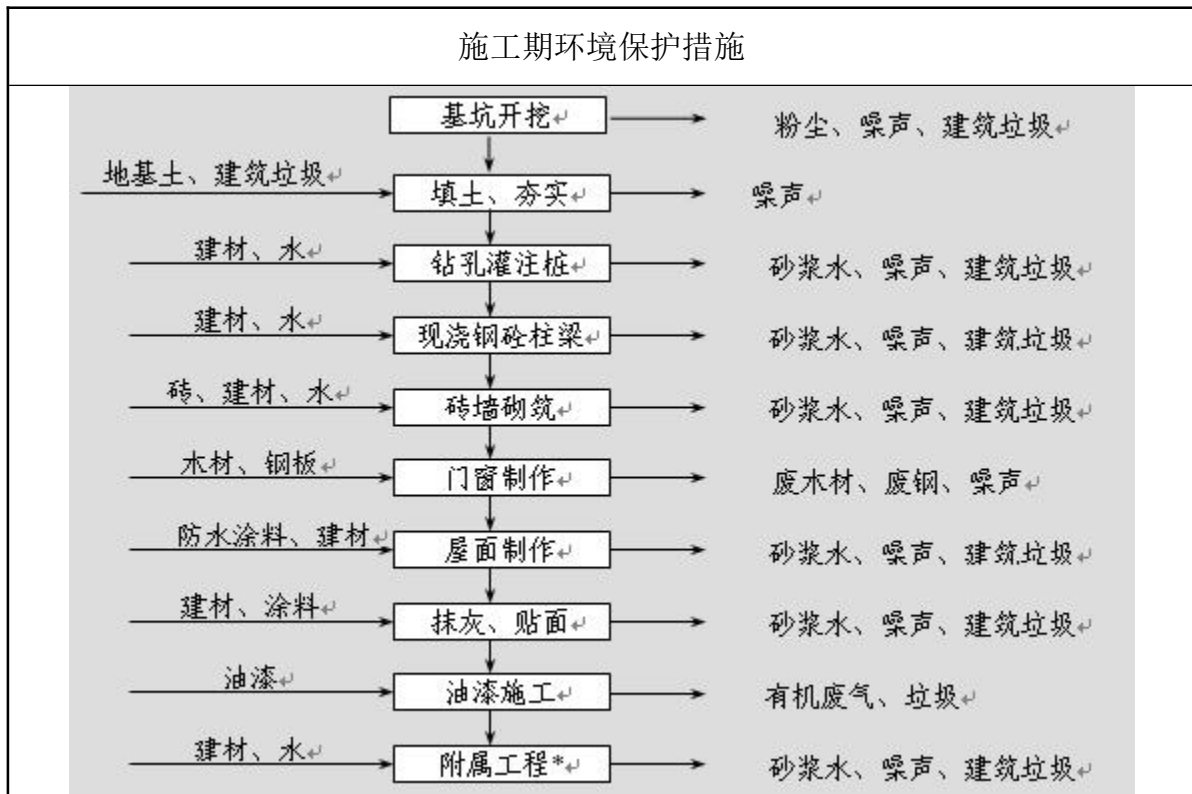 施工期环境保护措施
基坑开挖↵ 粉尘、噪声、建筑垃圾↵
地基土、建筑垃圾↵ 填土、夯实↵ 噪声↵
建材、水↵ 钻孔灌注桩↵ 砂浆水、噪声、建筑垃圾↵
建材、水↵ 现浇钢砼柱梁↵ 砂浆水、噪声、建筑垃圾↵
砖、建材、水↵ 砖墙砌筑↵ 砂浆水、噪声、建筑垃圾↵
木材、钢板↵ 门窗制作↵ 废木材、废钢、噪声↵
防水涂料、建材↵ 屋面制作↵ 砂浆水、噪声、建筑垃圾↵
建材、涂料↵ 抹灰、贴面↵ 砂浆水、噪声、建筑垃圾↵
油漆↵ 油漆施工↵ 有机废气、垃圾↵
建材、水↵ 附属工程*↵ 砂浆水、噪声、建筑垃圾↵